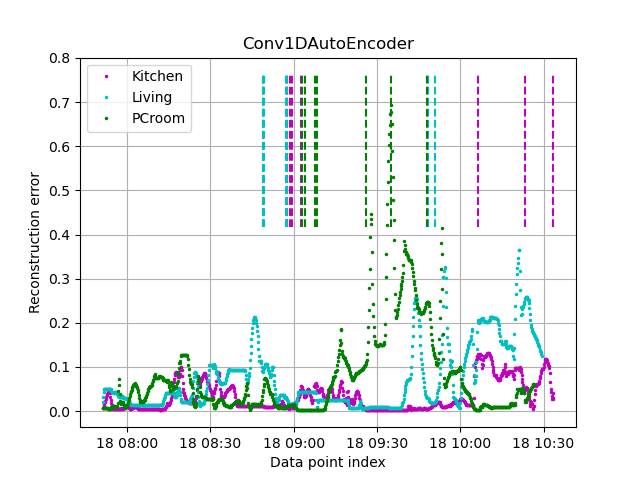 Conv1DAutoEncoder
Kitchen
Living
PCroom
Reconstruction error
0.8
0.7
0.6
0.5
0.4
0.3
0.2
0.1
0.0
18 08:00 18 08:30 18 09:00 18 09:30 18 10:00 18 10:30
Data point index